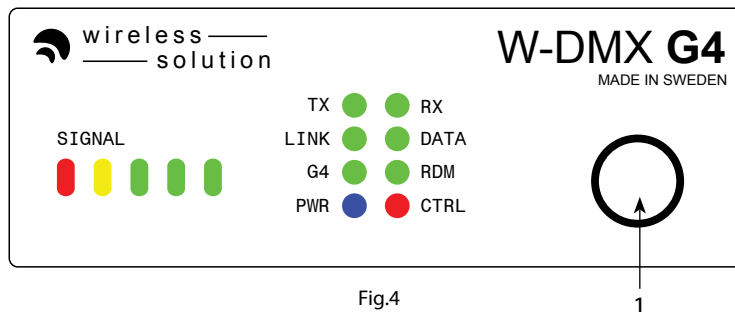 wireless
solution
W-DMX G4
MADE IN SWEDEN
SIGNAL
TX RX
LINK DATA
G4 RDM
PWR CTRL
Fig.4
1